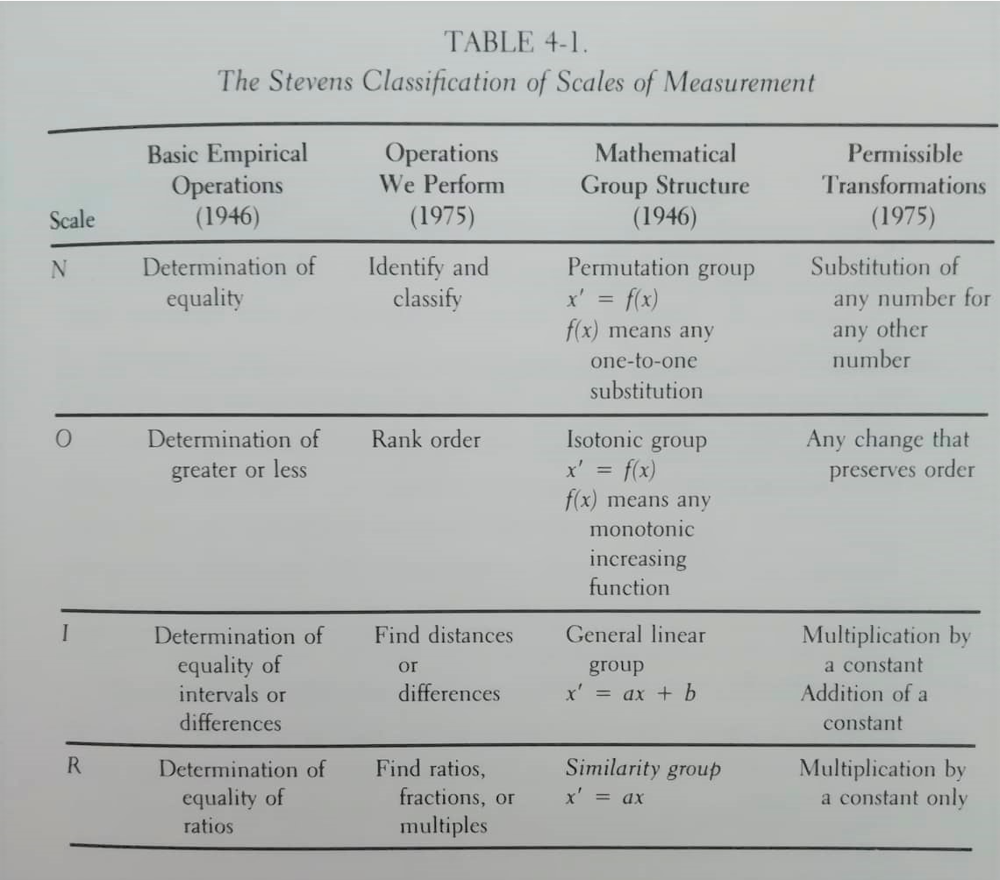 TABLE 4-1.
The Stevens Classification of Scales of Measurement
Basic Empirical Operations We Mathematical Permissible
Operations We Perform Group Structure Transformations
Scale (1946) (1975) (1946) (1975)
N Determination of Identify and Permutation group Substitution of
equality classify x′ = f(x) any number for
f(x) means any any other
one-to-one number
substitution
O Determination of Rank order Isotonic group Any change that
greater or less x′ = f(x) preserves order
f(x) means any
monotonic
increasing
function
I Determination of Find distances General linear Multiplication by
equality of or group a constant
intervals or differences x′ = ax + b Addition of a
differences constant
R Determination of Find ratios, Similarity group Multiplication by
equality of fractions, or x′ = ax a constant only
ratios multiples